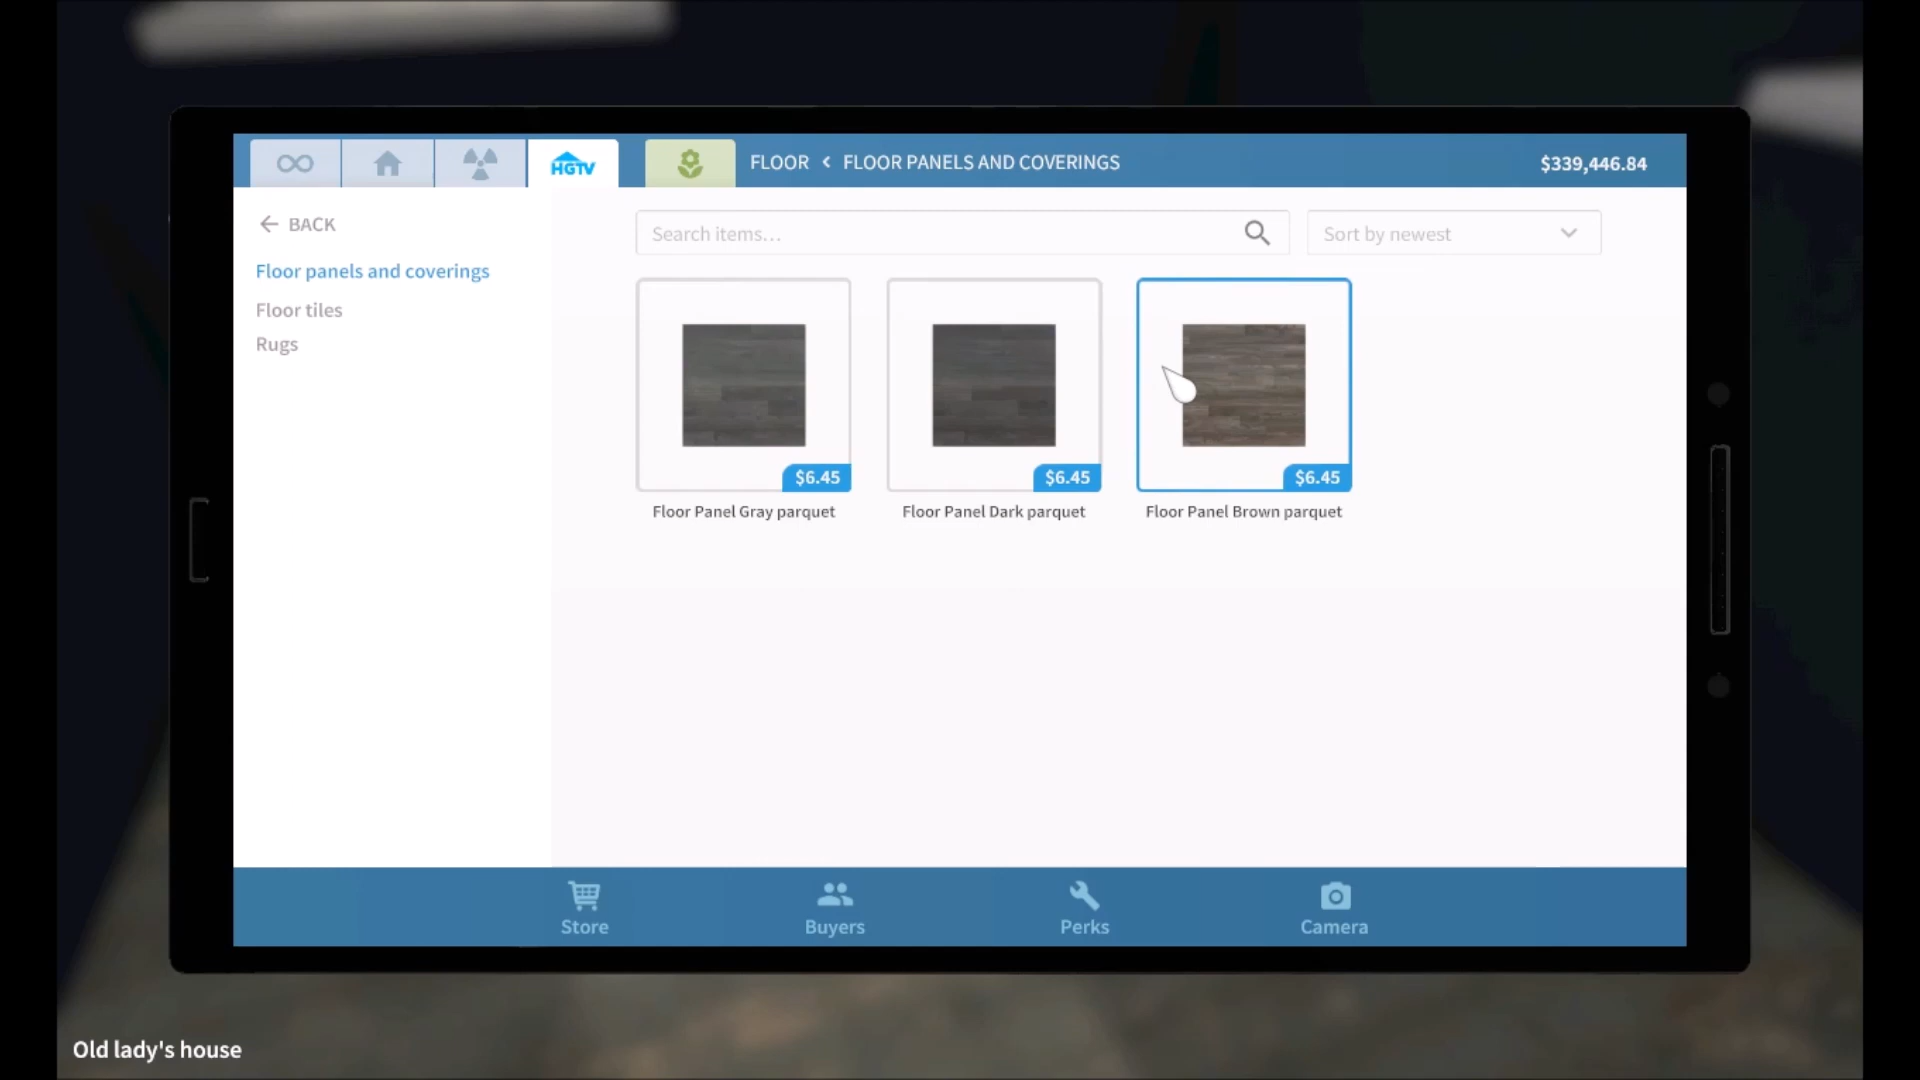 HGTV
FLOOR < FLOOR PANELS AND COVERINGS
$339,446.84
BACK
Floor panels and coverings
Floor tiles
Rugs
Search items...
Sort by newest
$6.45
$6.45
$6.45
Floor Panel Gray parquet
Floor Panel Dark parquet
Floor Panel Brown parquet
Store
Buyers
Perks
Camera
Old lady's house